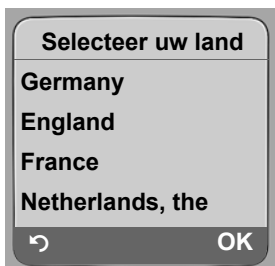 Selecteer uw land
Germany
England
France
Netherlands, the
OK